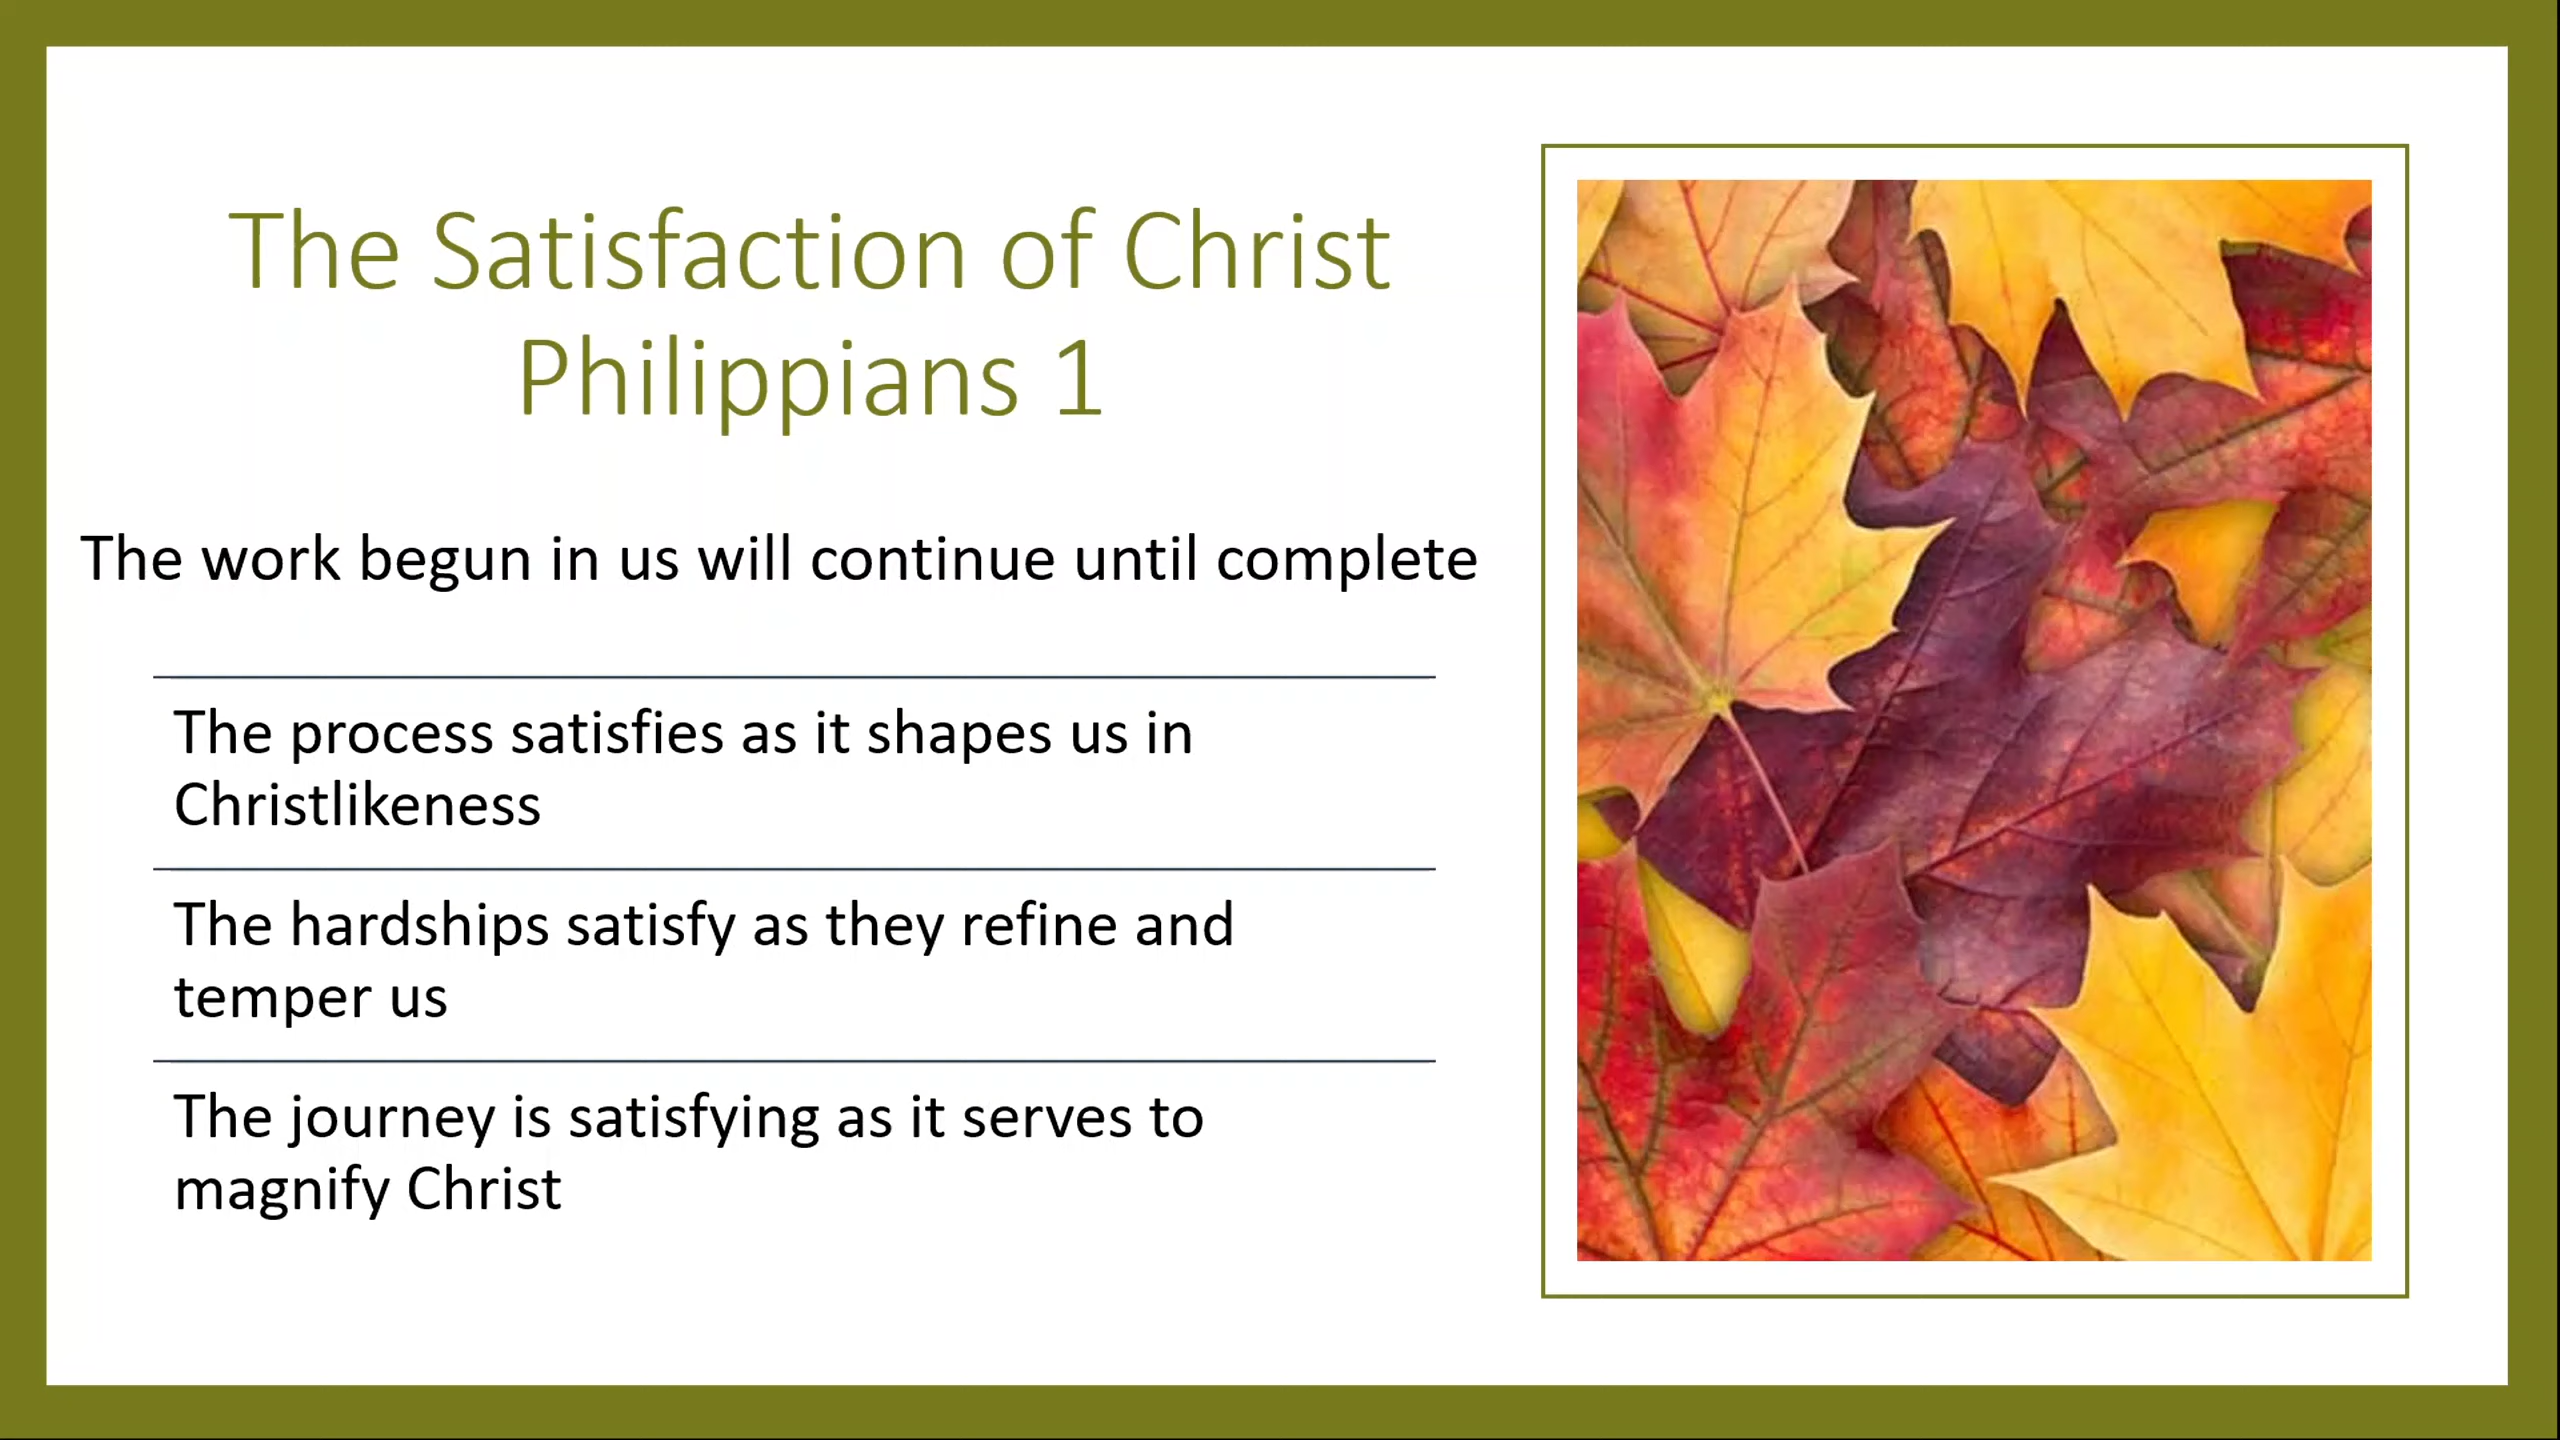 The Satisfaction of Christ
Philippians 1
The work begun in us will continue until complete
The process satisfies as it shapes us in
Christlikeness
The hardships satisfy as they refine and
temper us
The journey is satisfying as it serves to
magnify Christ